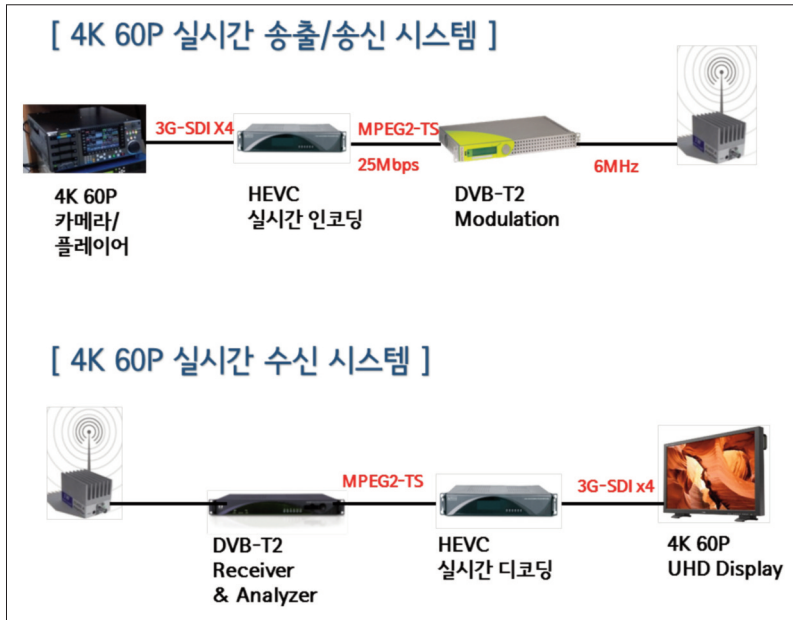 [ 4K 60P 실시간 송출/송신 시스템 ]
3G-SDI X4
MPEG2-TS
25Mbps
6MHz
4K 60P
카메라/
플레이어
HEVC
실시간 인코딩
DVB-T2
Modulation
[ 4K 60P 실시간 수신 시스템 ]
MPEG2-TS
3G-SDI x4
DVB-T2
Receiver
& Analyzer
HEVC
실시간 디코딩
4K 60P
UHD Display